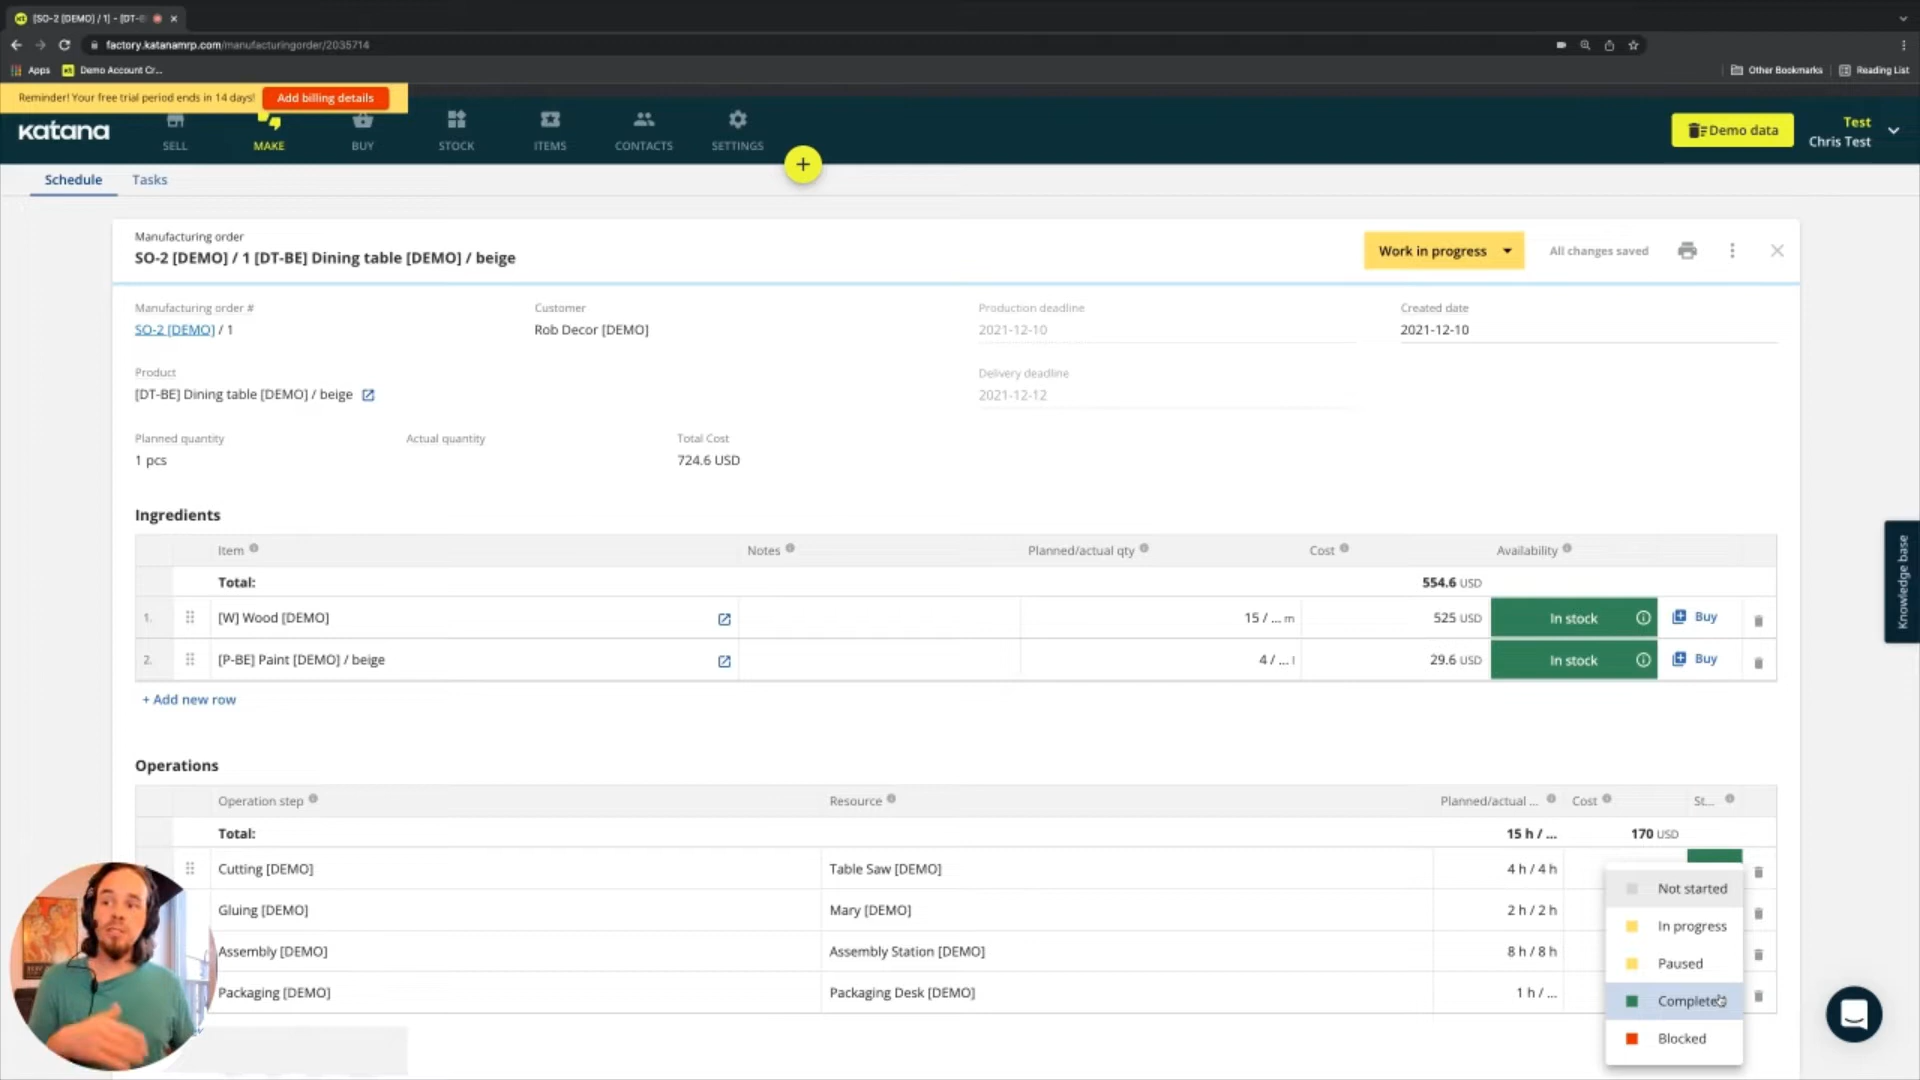 [SO-2 [DEMO] / 1] - [DT-B
factory.katanamrp.com/manufacturingorder/2035714
Apps
Demo Account Cr...
Other Bookmarks
Reading List
Reminder! Your free trial period ends in 14 days!
Add billing details
katana
SELL
MAKE
BUY
STOCK
ITEMS
CONTACTS
SETTINGS
+
Demo data
Test
Chris Test
Schedule
Tasks
Manufacturing order
SO-2 [DEMO] / 1 [DT-BE] Dining table [DEMO] / beige
Work in progress
All changes saved
Manufacturing order #
SO-2 [DEMO] / 1
Customer
Rob Decor [DEMO]
Production deadline
2021-12-10
Created date
2021-12-10
Product
[DT-BE] Dining table [DEMO] / beige
Delivery deadline
2021-12-12
Planned quantity
1 pcs
Actual quantity
Total Cost
724.6 USD
Ingredients
Item Notes Planned/actual qty Cost Availability
Total: 554.6 USD
1. [W] Wood [DEMO] 15 / ... m 525 USD In stock Buy
2. [P-BE] Paint [DEMO] / beige 4 / ... l 29.6 USD In stock Buy
+ Add new row
Knowledge base
Operations
Operation step Resource Planned/actual ... Cost St...
Total: 15 h / ... 170 USD
Cutting [DEMO] Table Saw [DEMO] 4 h / 4 h
Gluing [DEMO] Mary [DEMO] 2 h / 2 h
Assembly [DEMO] Assembly Station [DEMO] 8 h / 8 h
Packaging [DEMO] Packaging Desk [DEMO] 1 h / ...
Not started
In progress
Paused
Complete
Blocked